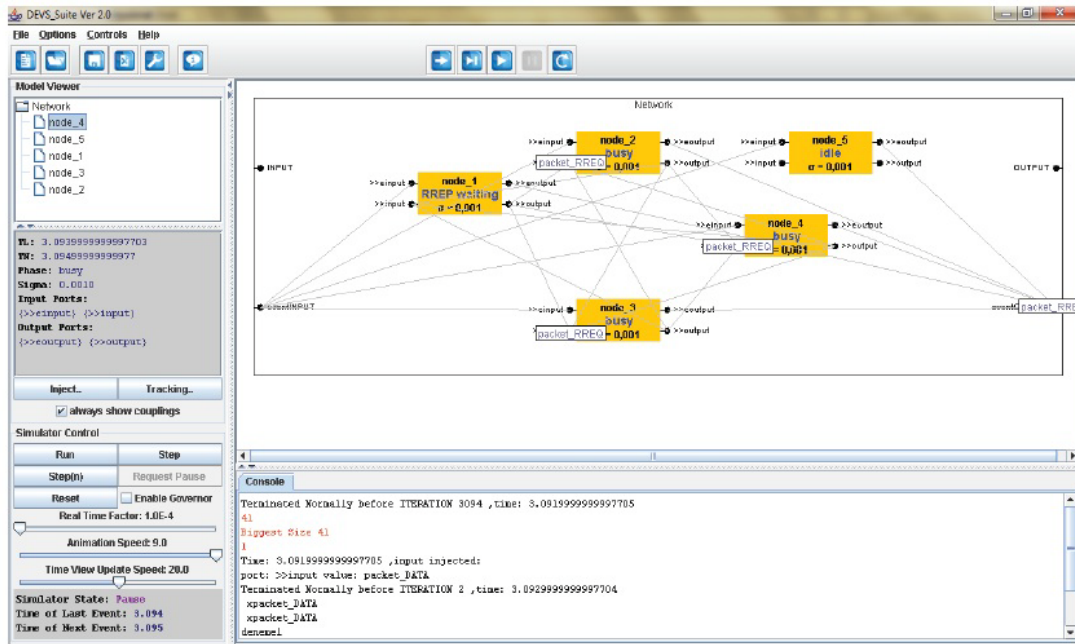 DEVS_Suite Ver 2.0
File Options Controls Help
Model Viewer
Network
node_4
node_5
node_1
node_3
node_2
TL: 3.0939999999997703
TN: 3.09499999999977
Phase: busy
Sigma: 0.0010
Input Ports:
{>>einput} {>>input}
Output Ports:
{>>eoutput} {>>output}
Inject... Tracking...
always show couplings
Simulator Control
Run Step
Step(n) Request Pause
Reset Enable Governor
Real Time Factor: 1.0E-4
Animation Speed: 9.0
Time View Update Speed: 20.0
Simulator State: Pause
Time of Last Event: 3.094
Time of Next Event: 3.095
Network
INPUT
OUTPUT
>>einput node_2 >>eoutput
busy
packet_RREQ = 0,001 >>output
>>einput node_5 >>eoutput
idle
>>input σ = 0,001 >>output
>>einput node_1 >>eoutput
RREP waiting
>>input σ = 0,001 >>output
>>einput node_4 >>eoutput
busy
packet_RREQ = 0,001 >>output
eventINPUT
>>einput node_3 >>eoutput
busy
packet_RREQ = 0,001 >>output
packet_RRE
Console
Terminated Normally before ITERATION 3094 ,time: 3.0919999999997705
41
Biggest Size 41
1
Time: 3.0919999999997705 ,input injected:
port: >>input value: packet_DATA
Terminated Normally before ITERATION 2 ,time: 3.0929999999997704
xpacket_DATA
xpacket_DATA
deneme1